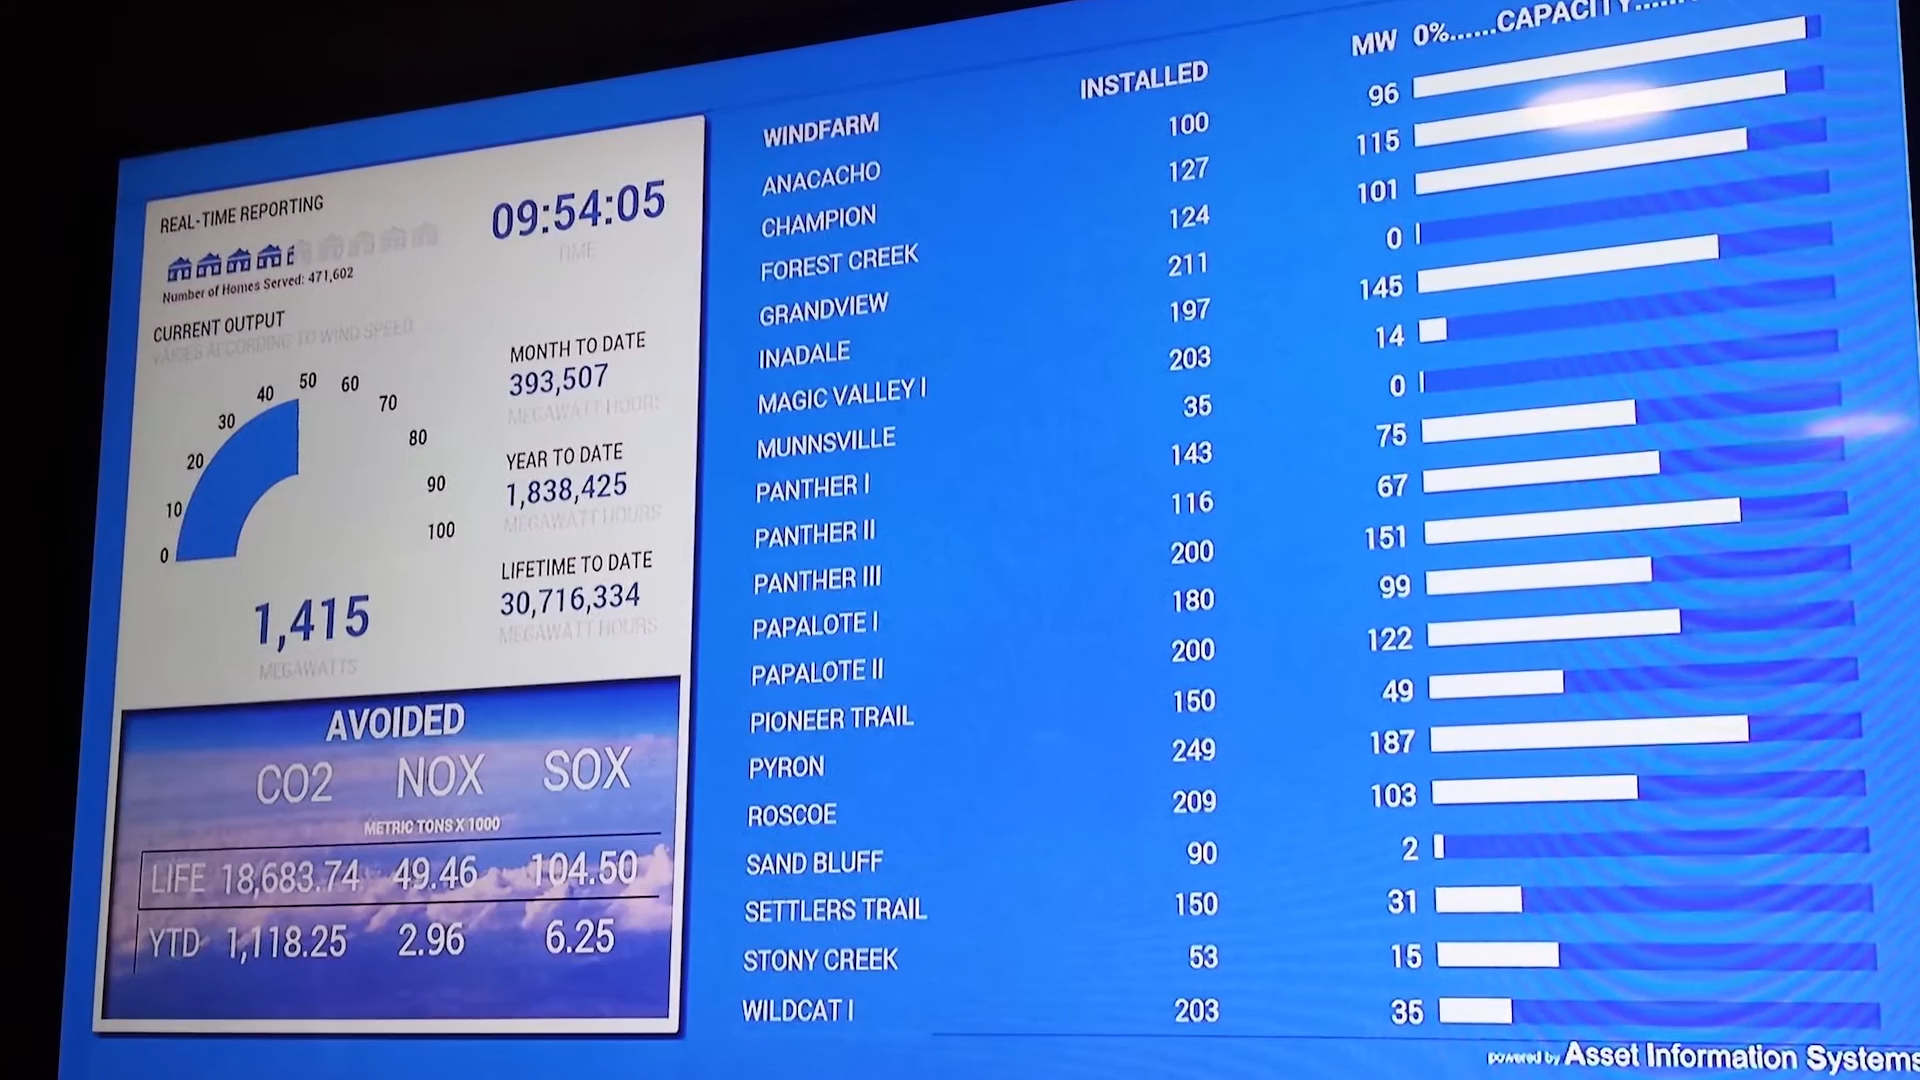 REAL-TIME REPORTING
09:54:05
TIME
Number of Homes Served: 471,602
CURRENT OUTPUT
VARIES ACCORDING TO WIND SPEED
0 10 20 30 40 50 60 70 80 90 100
1,415
MEGAWATTS
MONTH TO DATE
393,507
MEGAWATT HOURS
YEAR TO DATE
1,838,425
MEGAWATT HOURS
LIFETIME TO DATE
30,716,334
MEGAWATT HOURS
AVOIDED
CO2 NOX SOX
METRIC TONS X 1000
LIFE 18,683.74 49.46 104.50
YTD 1,118.25 2.96 6.25
WINDFARM INSTALLED MW 0%......CAPACITY......
ANACACHO 100 96
CHAMPION 127 115
FOREST CREEK 124 101
GRANDVIEW 211 0
INADALE 197 145
MAGIC VALLEY I 203 14
MUNNSVILLE 35 0
PANTHER I 143 75
PANTHER II 116 67
PANTHER III 200 151
PAPALOTE I 180 99
PAPALOTE II 200 122
PIONEER TRAIL 150 49
PYRON 249 187
ROSCOE 209 103
SAND BLUFF 90 2
SETTLERS TRAIL 150 31
STONY CREEK 53 15
WILDCAT I 203 35
powered by Asset Information Systems